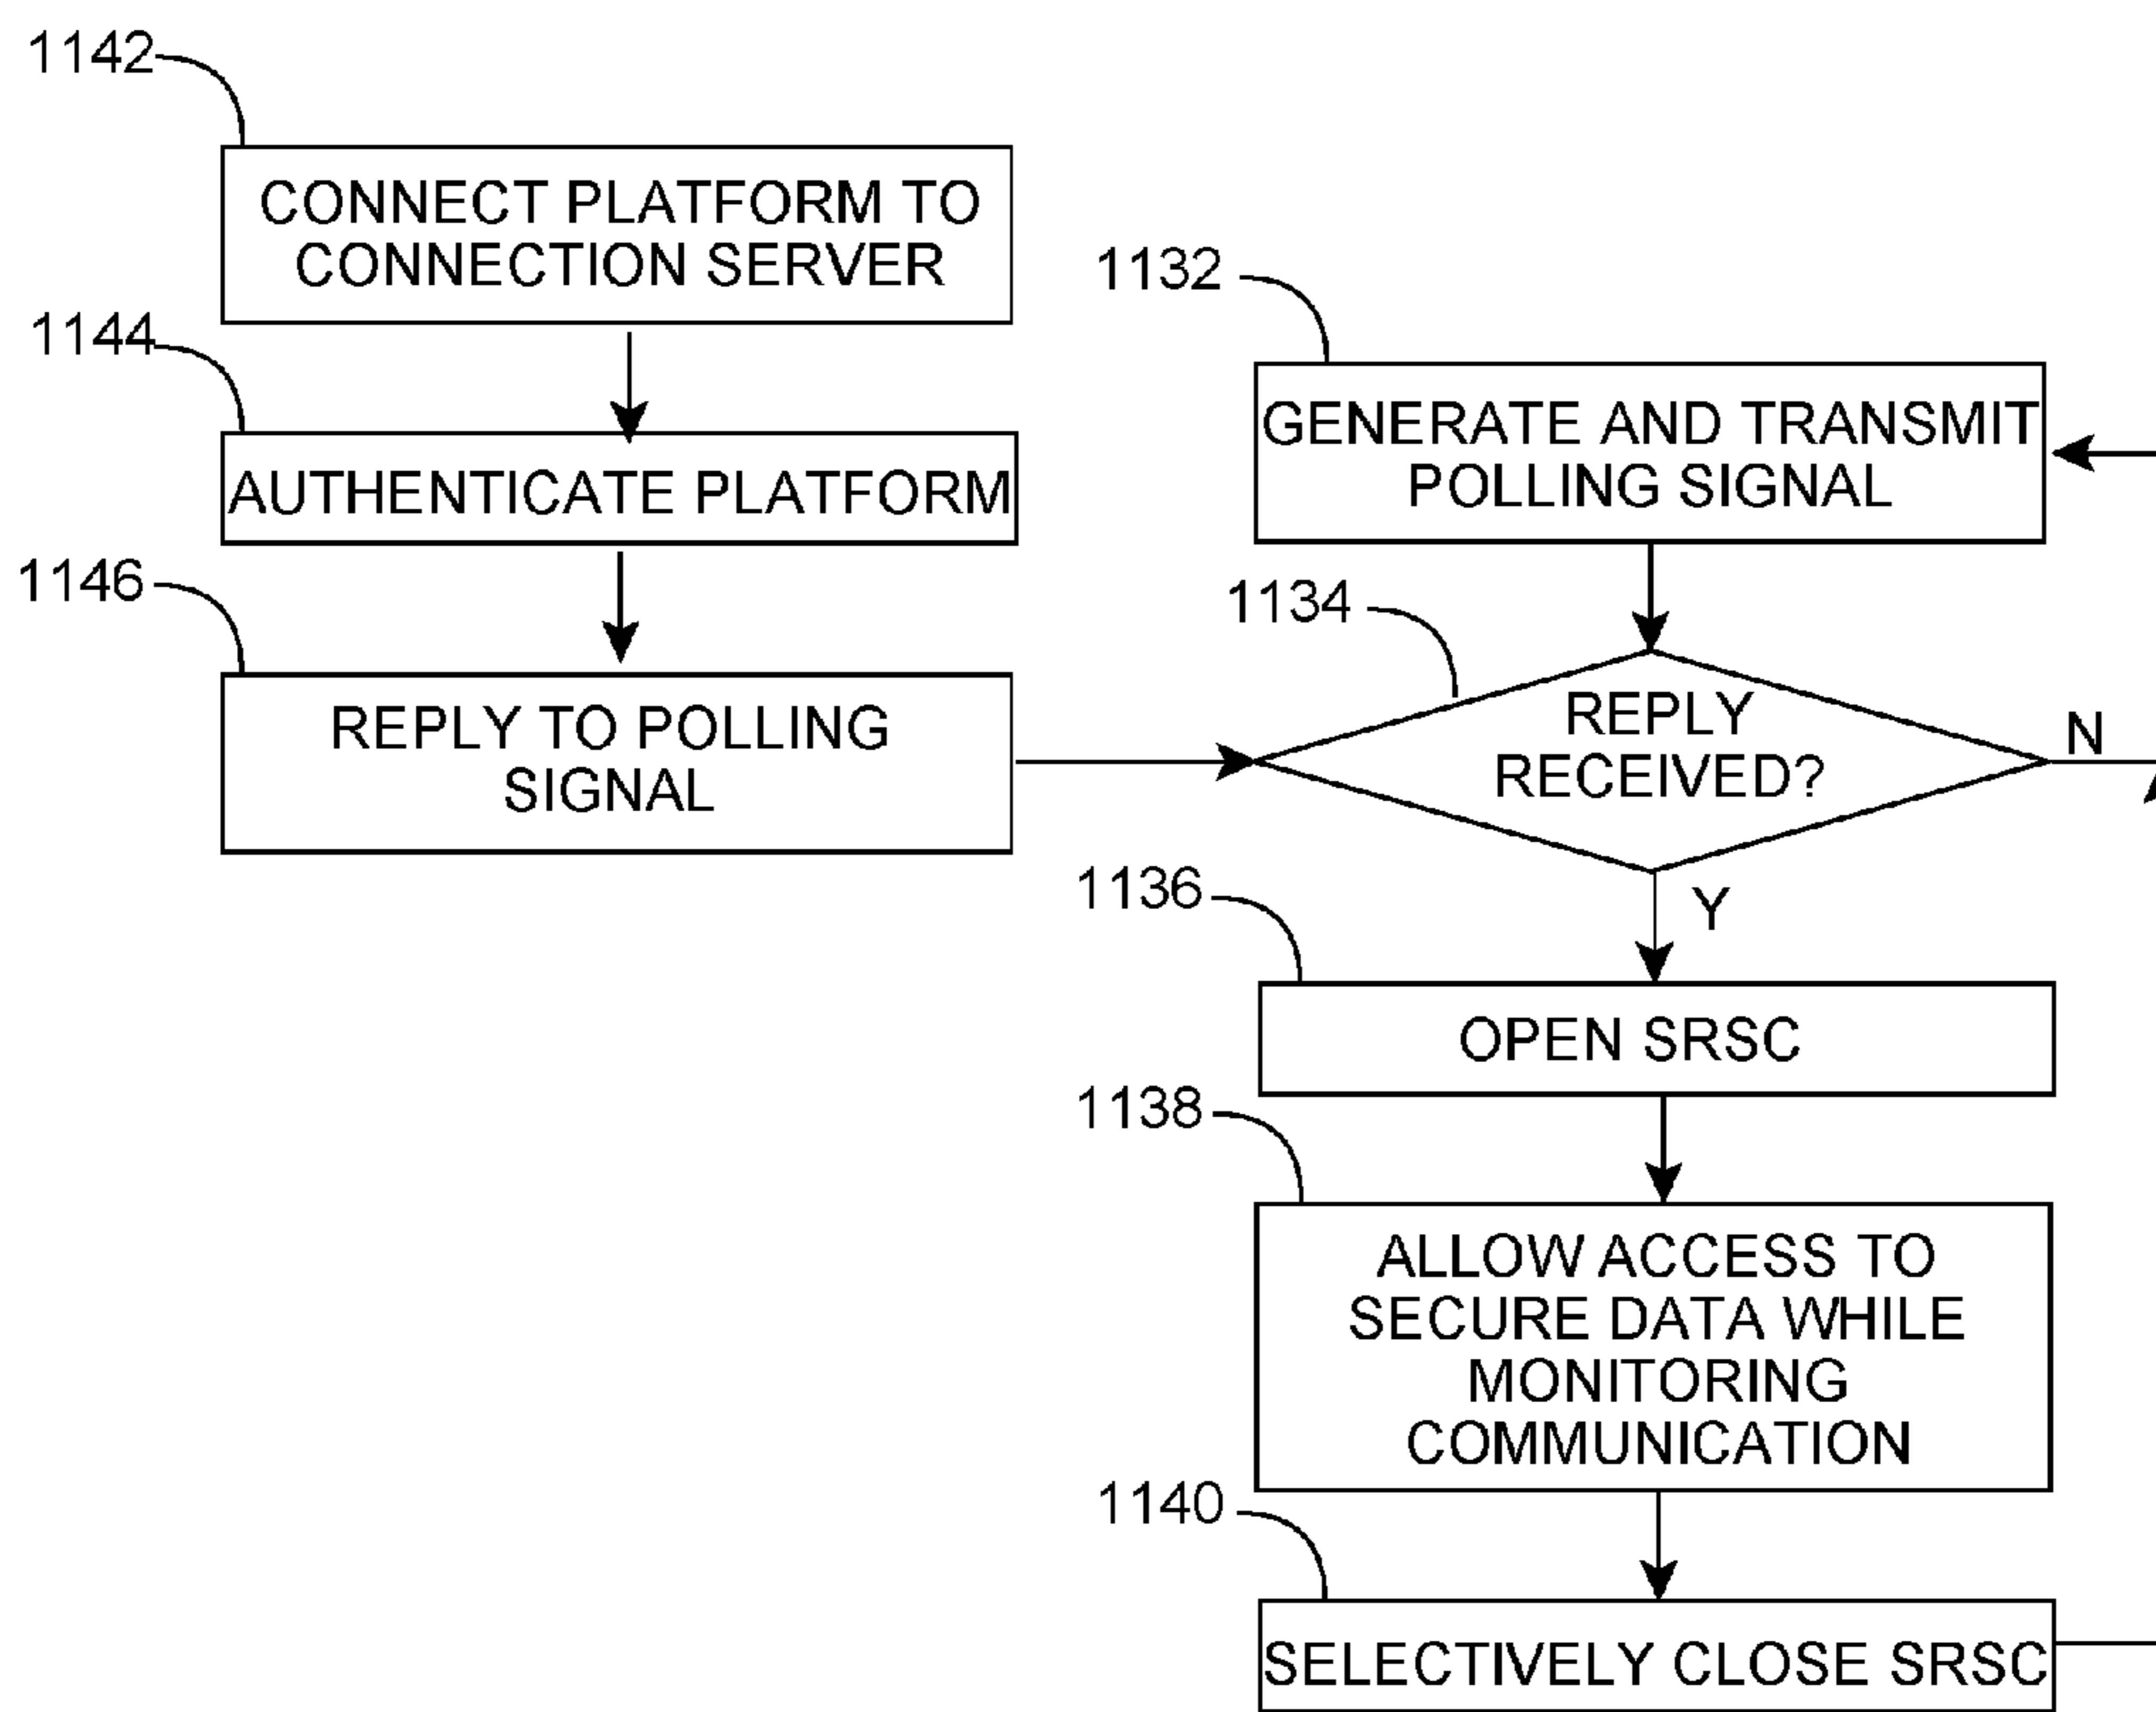 1142
CONNECT PLATFORM TO
CONNECTION SERVER
1144
AUTHENTICATE PLATFORM
1146
REPLY TO POLLING
SIGNAL
1132
GENERATE AND TRANSMIT
POLLING SIGNAL
1134
REPLY
RECEIVED?
N
Y
1136
OPEN SRSC
1138
ALLOW ACCESS TO
SECURE DATA WHILE
MONITORING
COMMUNICATION
1140
SELECTIVELY CLOSE SRSC